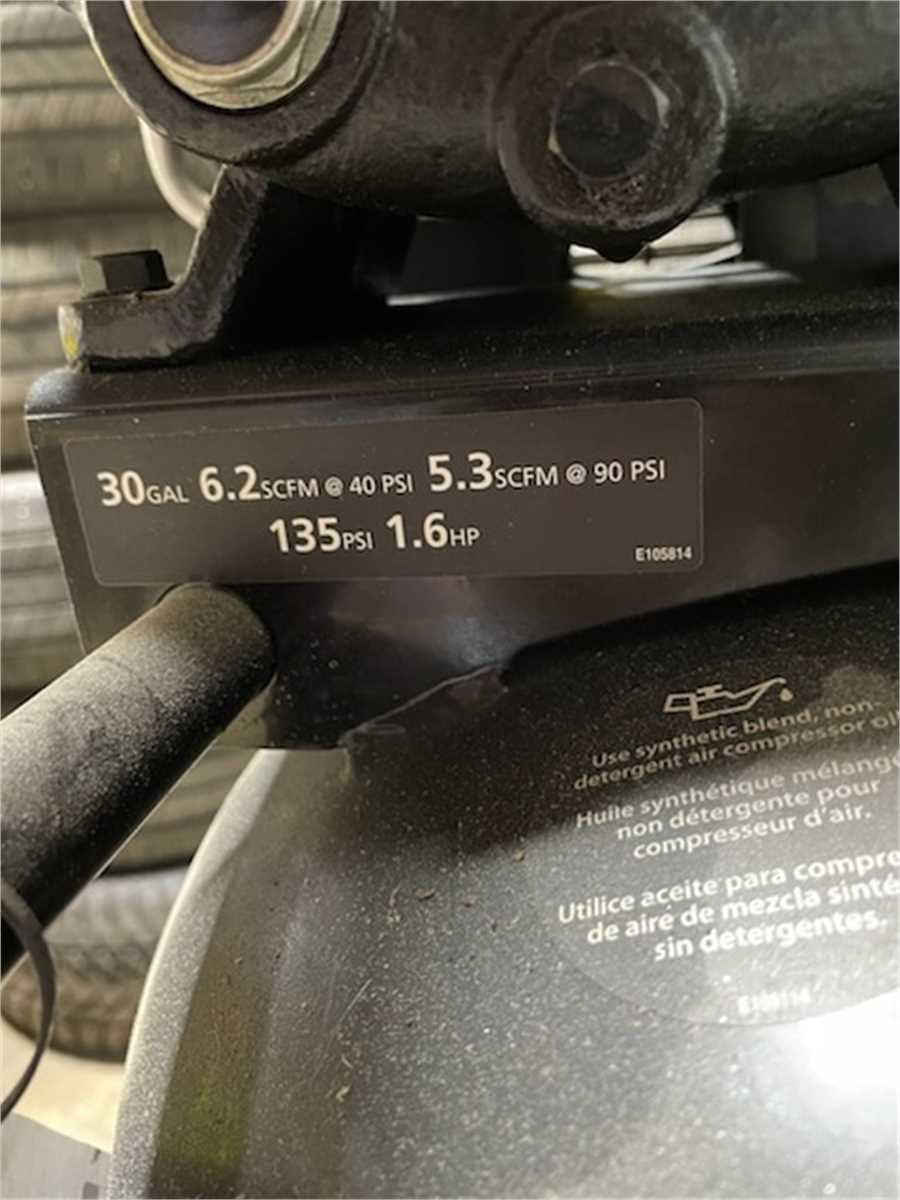 30GAL 6.2SCFM @ 40 PSI 5.3SCFM @ 90 PSI
135PSI 1.6HP
E105814
Use synthetic blend, non-
detergent air compressor oil
Huile synthétique mélange
non détergente pour
compresseur d'air.
Utilice aceite para compre
de aire de mezcla sinté
sin detergentes.